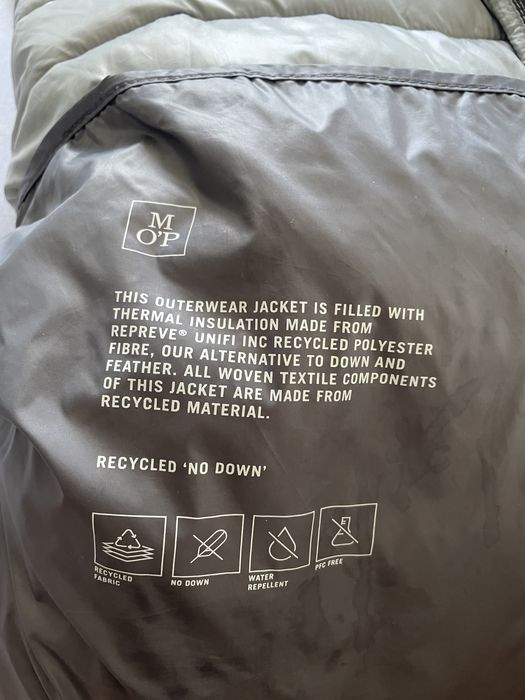 M
O'P
THIS OUTERWEAR JACKET IS FILLED WITH
THERMAL INSULATION MADE FROM
REPREVE® UNIFI INC RECYCLED POLYESTER
FIBRE, OUR ALTERNATIVE TO DOWN AND
FEATHER. ALL WOVEN TEXTILE COMPONENTS
OF THIS JACKET ARE MADE FROM
RECYCLED MATERIAL.
RECYCLED ‘NO DOWN’
RECYCLED
FABRIC
NO DOWN
WATER
REPELLENT
PFC FREE